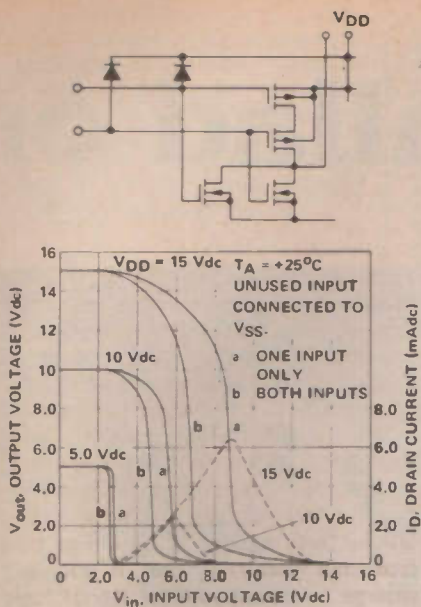 VDD
VDD = 15 Vdc
TA = +25°C
UNUSED INPUT
CONNECTED TO
VSS.
a ONE INPUT
ONLY
b BOTH INPUTS
10 Vdc
5.0 Vdc
b a
b a
b
a
15 Vdc
10 Vdc
Vout, OUTPUT VOLTAGE (Vdc)
16
14
12
10
8.0
6.0
4.0
2.0
0
ID, DRAIN CURRENT (mAdc)
8.0
6.0
4.0
2.0
0
0 2.0 4.0 6.0 8.0 10 12 14 16
Vin, INPUT VOLTAGE (Vdc)